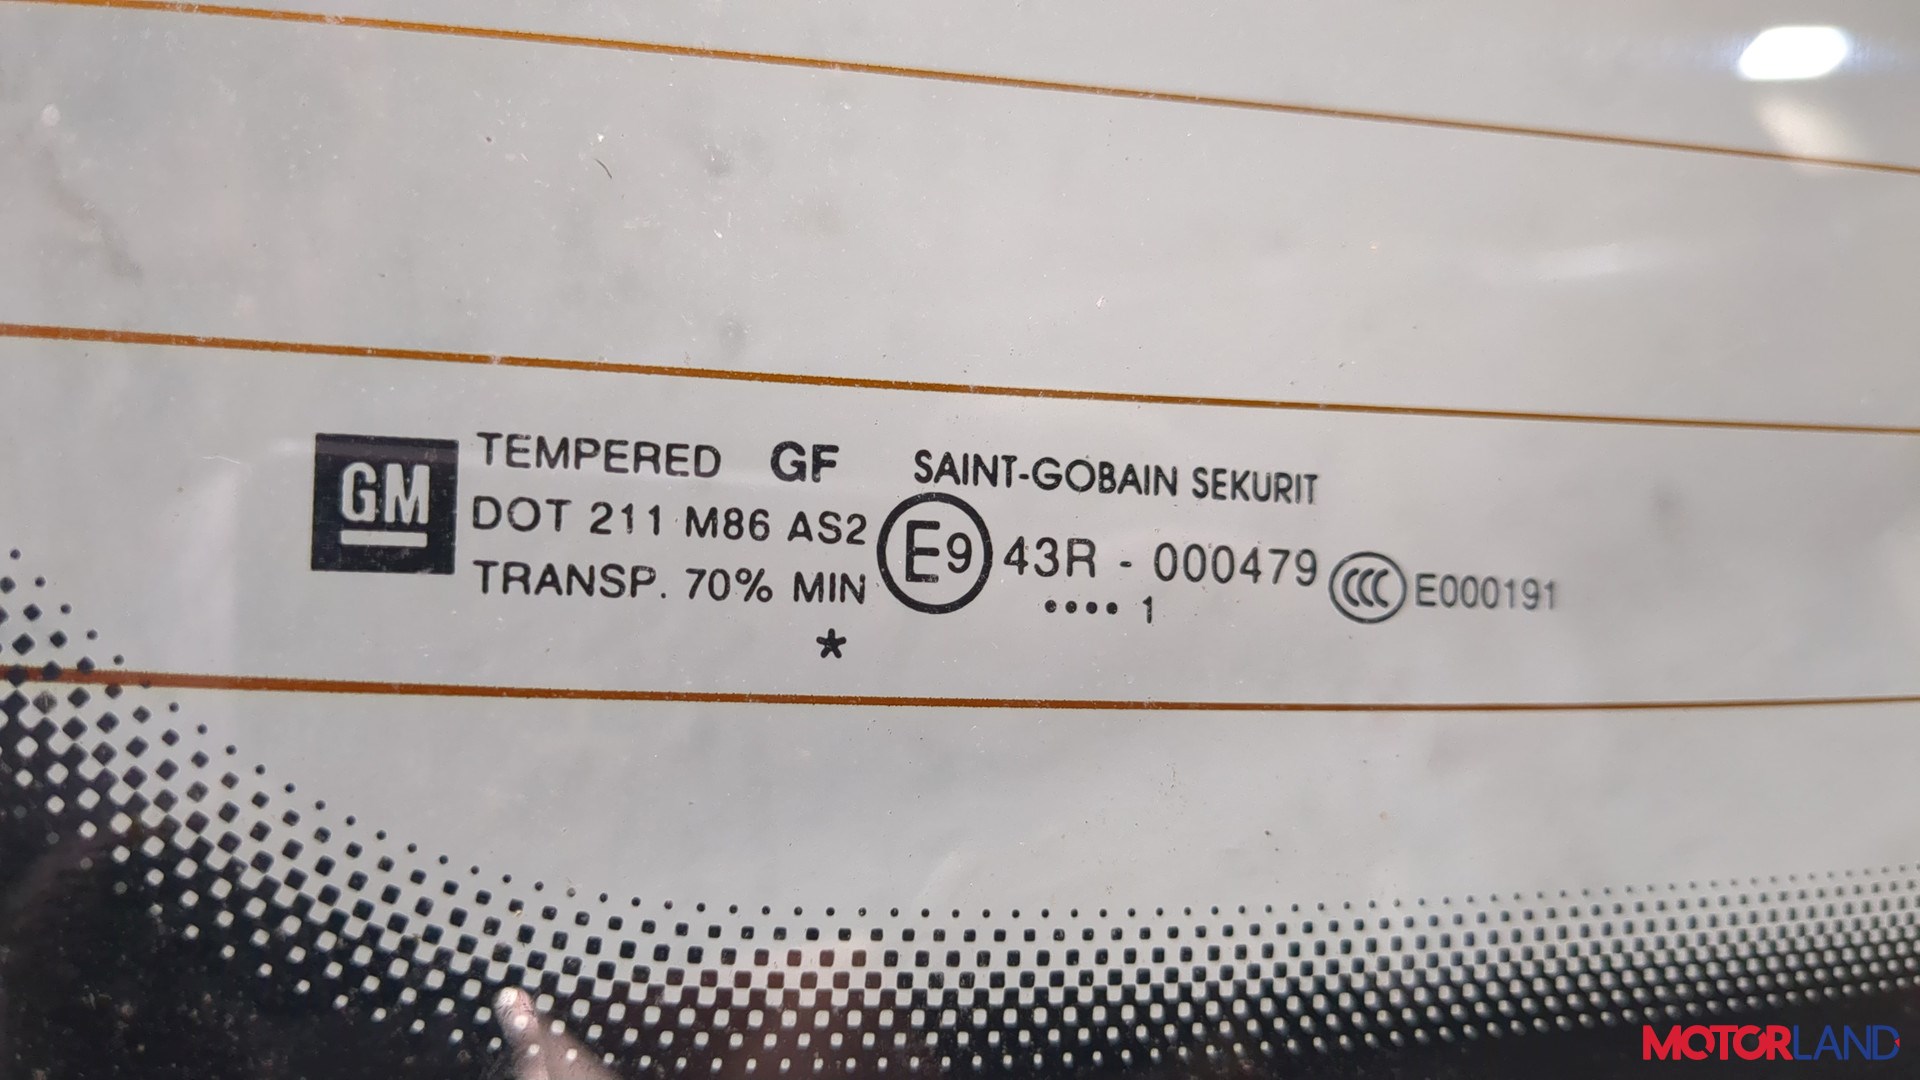 GM
TEMPERED GF SAINT-GOBAIN SEKURIT
DOT 211 M86 AS2 E9 43R - 000479 CCC E000191
TRANSP. 70% MIN •••• 1
*
MOTORLAND